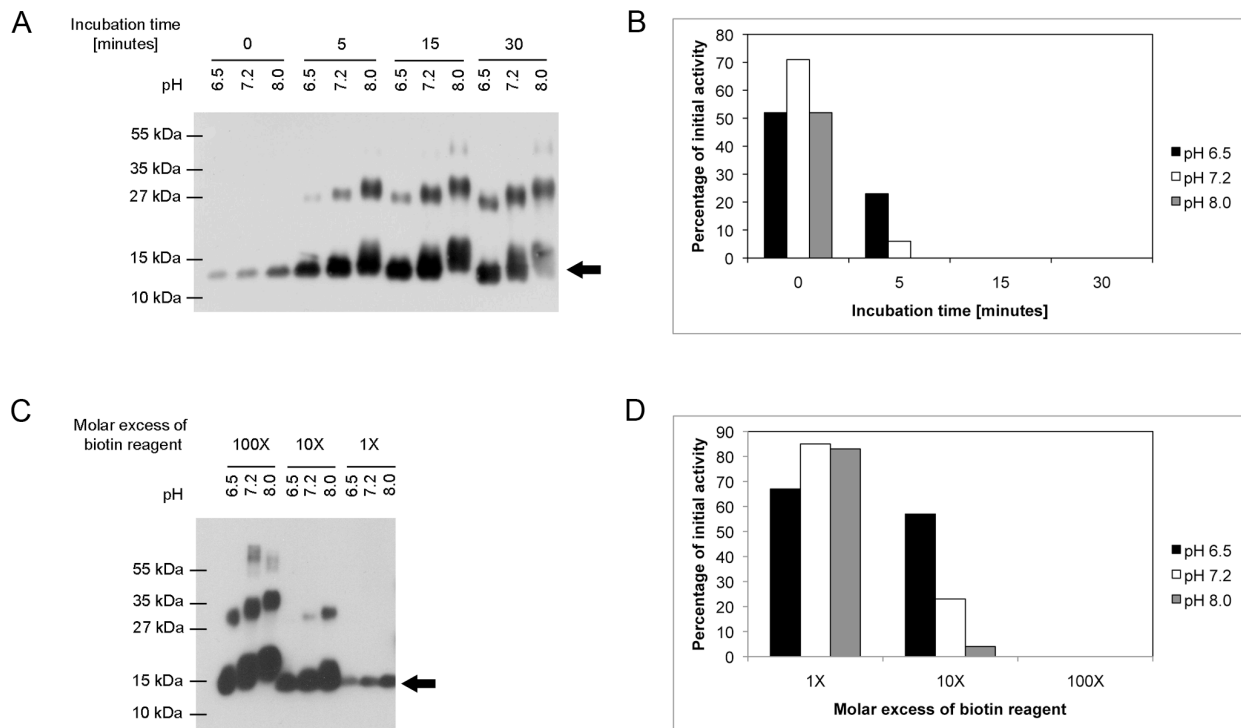 A
Incubation time
[minutes]
0 5 15 30
pH
6.5 7.2 8.0 6.5 7.2 8.0 6.5 7.2 8.0 6.5 7.2 8.0
55 kDa
35 kDa
27 kDa
15 kDa
10 kDa
B
Percentage of initial activity
80
70
60
50
40
30
20
10
0
0 5 15 30
Incubation time [minutes]
pH 6.5
pH 7.2
pH 8.0
C
Molar excess of
biotin reagent
100X 10X 1X
pH
6.5 7.2 8.0 6.5 7.2 8.0 6.5 7.2 8.0
55 kDa
35 kDa
27 kDa
15 kDa
10 kDa
D
Percentage of initial activity
90
80
70
60
50
40
30
20
10
0
1X 10X 100X
Molar excess of biotin reagent
pH 6.5
pH 7.2
pH 8.0